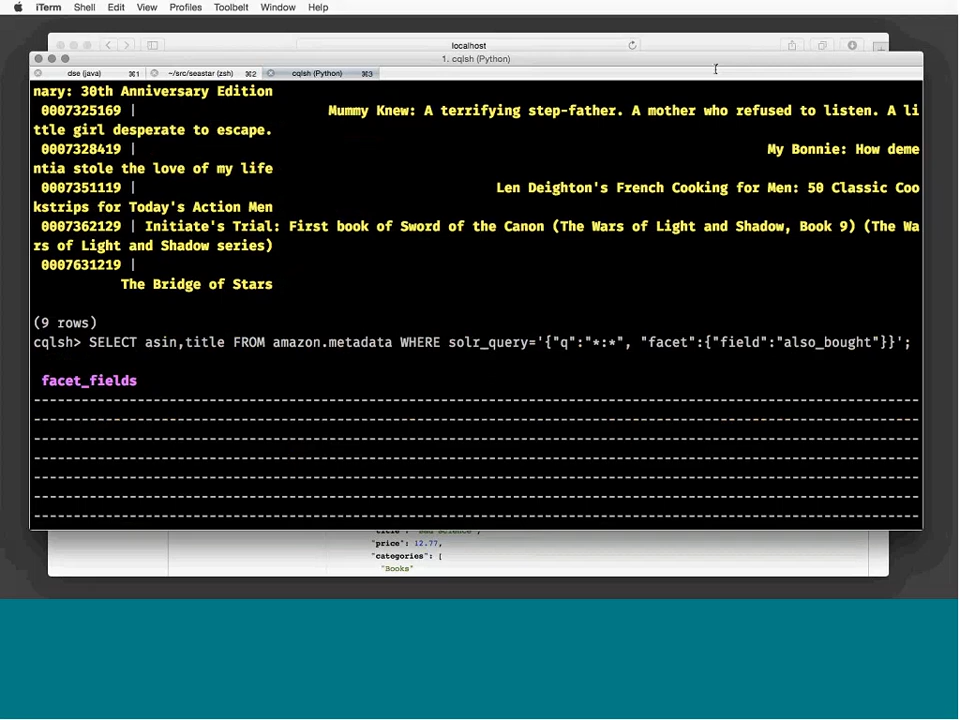 iTerm Shell Edit View Profiles Toolbelt Window Help
localhost
1. cqlsh (Python)
dse (java) ⌘1 ~/src/seastar (zsh) ⌘2 cqlsh (Python) ⌘3
nary: 30th Anniversary Edition
0007325169 | Mummy Knew: A terrifying step-father. A mother who refused to listen. A li
ttle girl desperate to escape.
0007328419 | My Bonnie: How deme
ntia stole the love of my life
0007351119 | Len Deighton's French Cooking for Men: 50 Classic Coo
kstrips for Today's Action Men
0007362129 | Initiate's Trial: First book of Sword of the Canon (The Wars of Light and Shadow, Book 9) (The Wa
rs of Light and Shadow series)
0007631219 |
The Bridge of Stars
(9 rows)
cqlsh> SELECT asin,title FROM amazon.metadata WHERE solr_query='{"q":"*:*", "facet":{"field":"also_bought"}}';
facet_fields
---------------------------------------------------------------------------------------------------------------
---------------------------------------------------------------------------------------------------------------
---------------------------------------------------------------------------------------------------------------
---------------------------------------------------------------------------------------------------------------
---------------------------------------------------------------------------------------------------------------
---------------------------------------------------------------------------------------------------------------
---------------------------------------------------------------------------------------------------------------
"price": 12.77,
"categories": [
"Books"